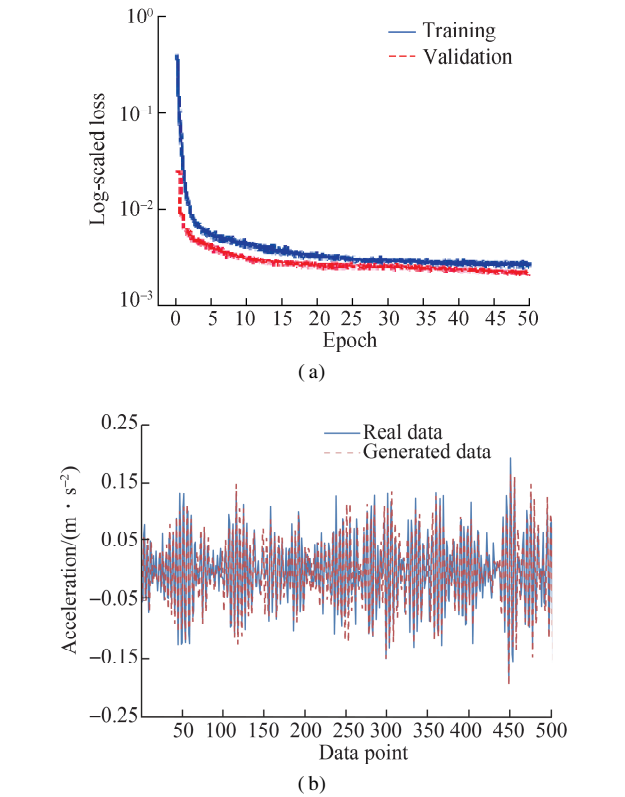 10⁰
Training
Validation
10⁻¹
Log-scaled loss
10⁻²
10⁻³
0 5 10 15 20 25 30 35 40 45 50
Epoch
(a)
0.25
Real data
Generated data
0.15
0.05
Acceleration/(m · s⁻²)
−0.05
−0.15
−0.25
50 100 150 200 250 300 350 400 450 500
Data point
(b)